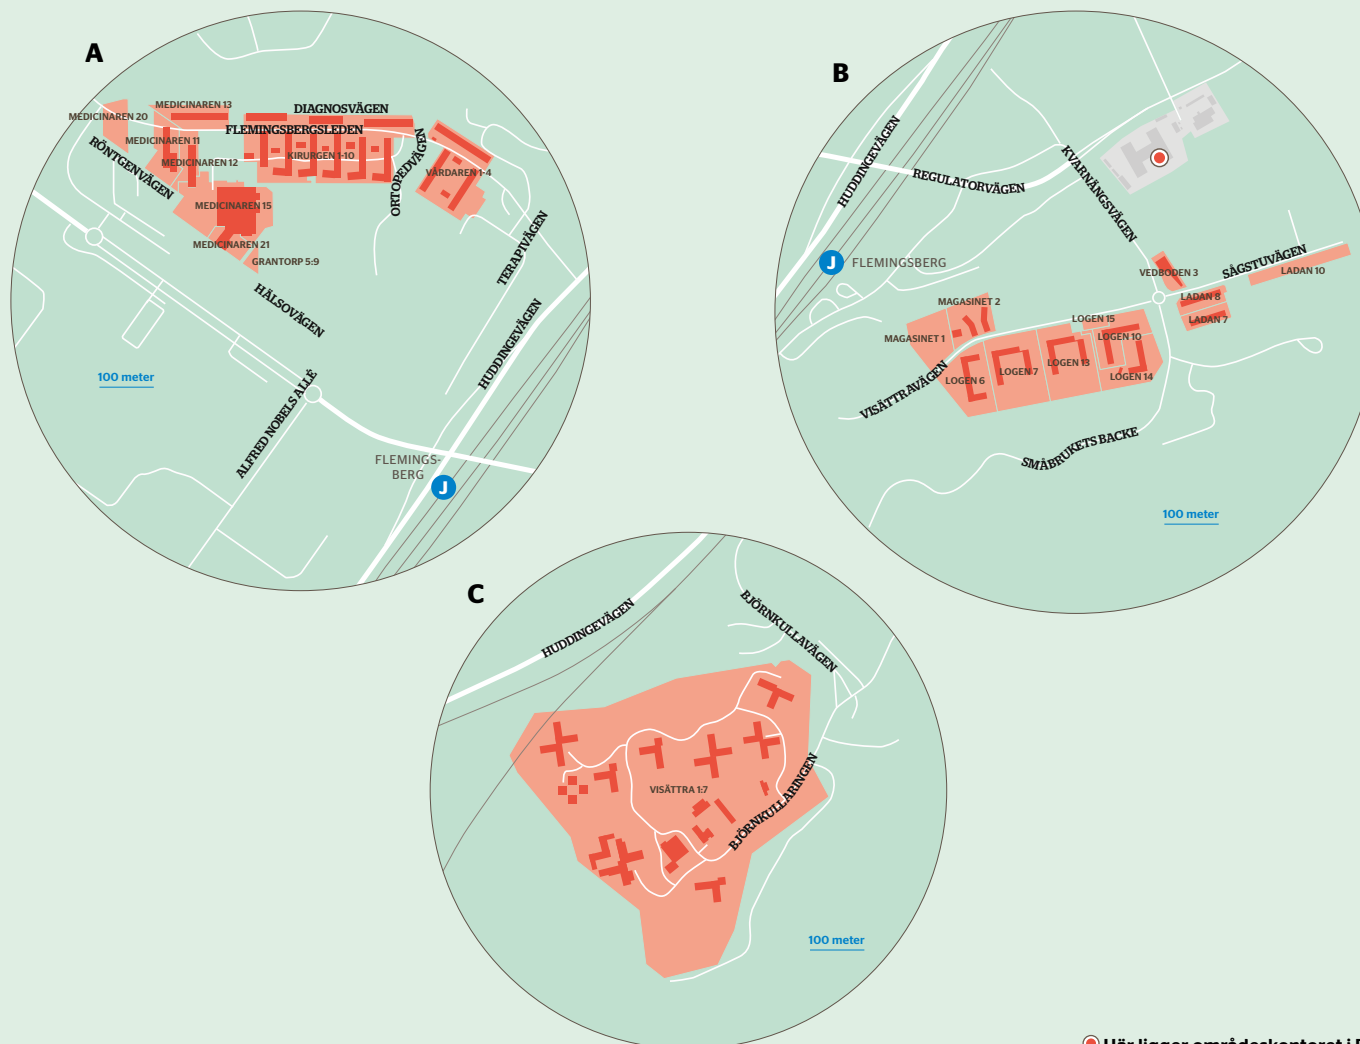 A
MEDICINAREN 13
DIAGNOSVÄGEN
MEDICINAREN 20
FLEMINGSBERGSLEDEN
MEDICINAREN 11
RÖNTGENVÄGEN
MEDICINAREN 12
KIRURGEN 1-10
ORTOPEDVÄGEN
VÅRDAREN 1-4
MEDICINAREN 15
MEDICINAREN 21
GRANTORP 5:9
TERAPIVÄGEN
HÄLSOVÄGEN
HUDDINGEVÄGEN
100 meter
ALFRED NOBELS ALLÉ
FLEMINGS-
BERG
J
B
HUDDINGEVÄGEN
REGULATORVÄGEN
KVARNÄNGSVÄGEN
J FLEMINGSBERG
SÅGSTUVÄGEN
VEDBODEN 3
LADAN 10
LADAN 8
LADAN 7
MAGASINET 2
MAGASINET 1
LOGEN 15
LOGEN 10
LOGEN 13
LOGEN 7
LOGEN 6
LOGEN 14
VISÄTTRAVÄGEN
SMÅBRUKETS BACKE
100 meter
C
HUDDINGEVÄGEN
BJÖRNKULLAVÄGEN
VISÄTTRA 1:7
BJÖRNKULLARINGEN
100 meter
Här ligger områdeskontoret i